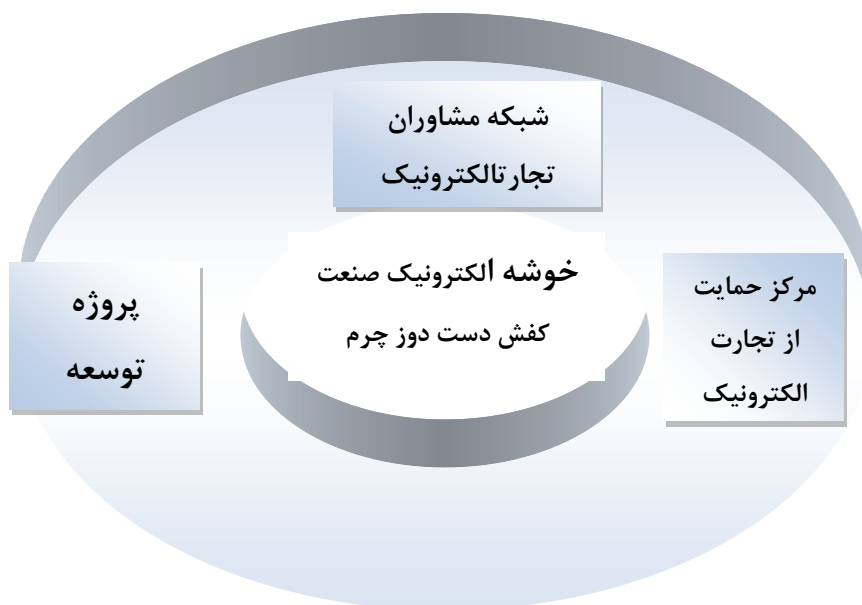 شبکه مشاوران
تجارتالکترونیک
خوشه الکترونیک صنعت
کفش دست دوز چرم
مرکز حمایت
از تجارت
الکترونیک
پروژه
توسعه